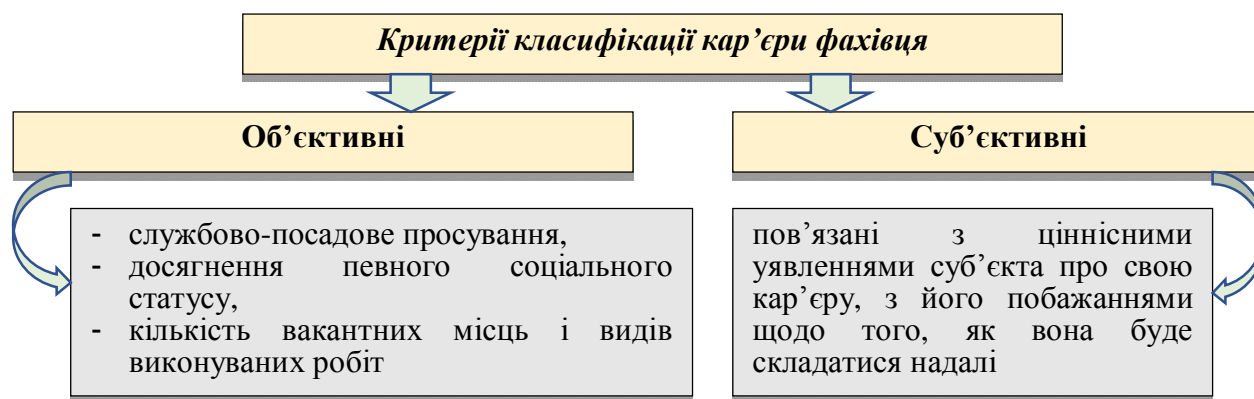 Критерії класифікації кар’єри фахівця
Об’єктивні
- службово-посадове просування,
- досягнення певного соціального
статусу,
- кількість вакантних місць і видів
виконуваних робіт
Суб’єктивні
пов’язані з ціннісними
уявленнями суб’єкта про свою
кар’єру, з його побажаннями
щодо того, як вона буде
складатися надалі